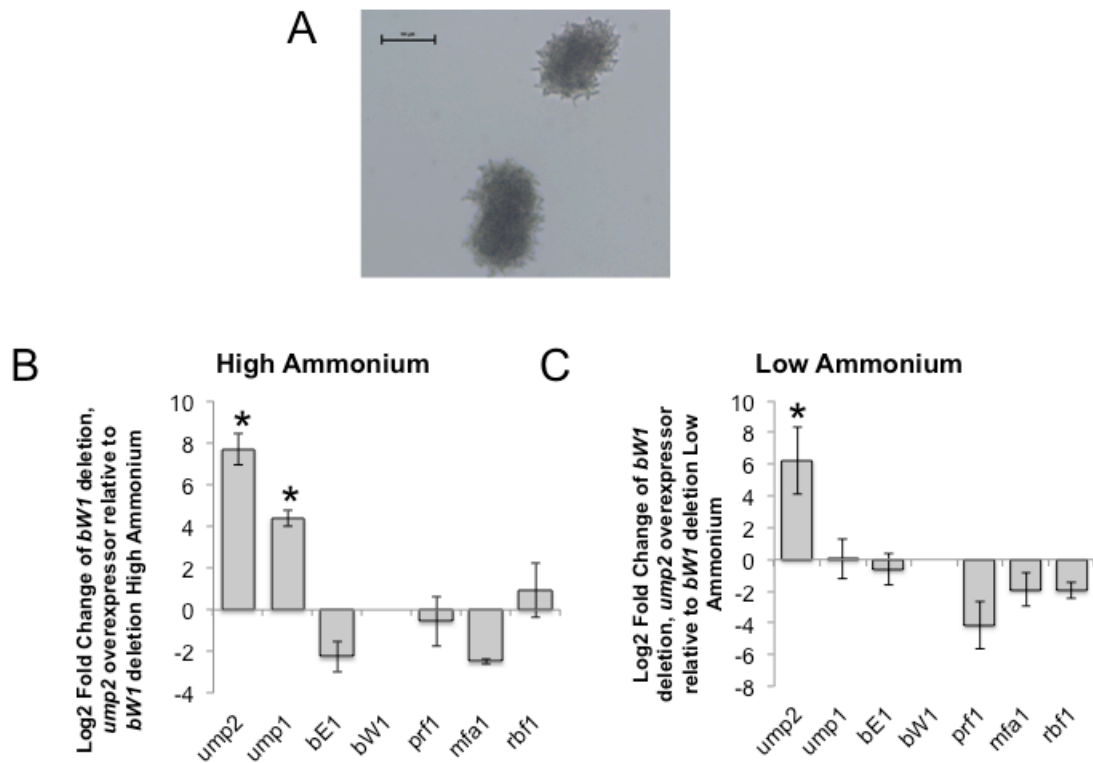 A
B
High Ammonium
Log2 Fold Change of bW1 deletion,
ump2 overexpressor relative to
bW1 deletion High Ammonium
10
8
6
4
2
0
-2
-4
*
*
ump2
ump1
bE1
bW1
prf1
mfa1
rbf1
C
Low Ammonium
Log2 Fold Change of bW1
deletion, ump2 overexpressor
relative to bW1 deletion Low
Ammonium
10
8
6
4
2
0
-2
-4
-6
-8
*
ump2
ump1
bE1
bW1
prf1
mfa1
rbf1